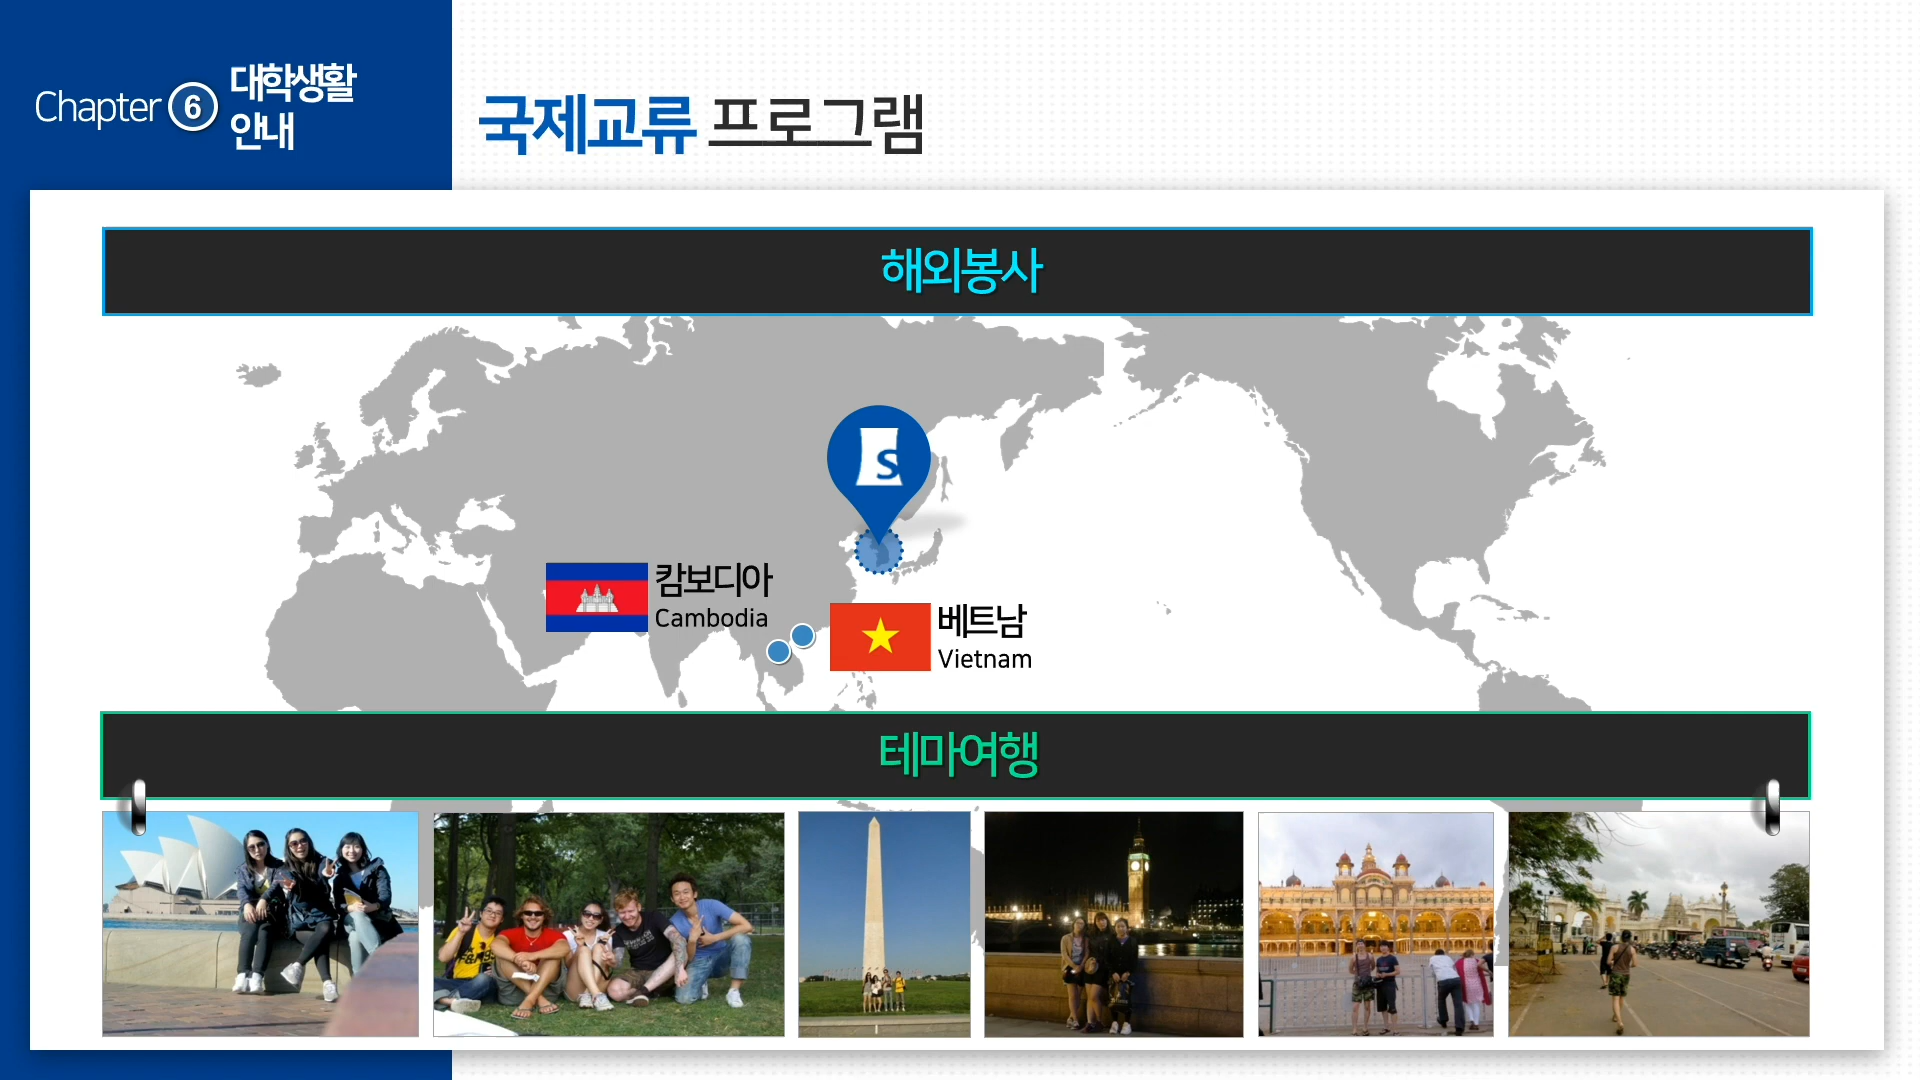 Chapter 6 대학생활
안내
국제교류 프로그램
해외봉사
S
캄보디아
Cambodia
베트남
Vietnam
테마여행